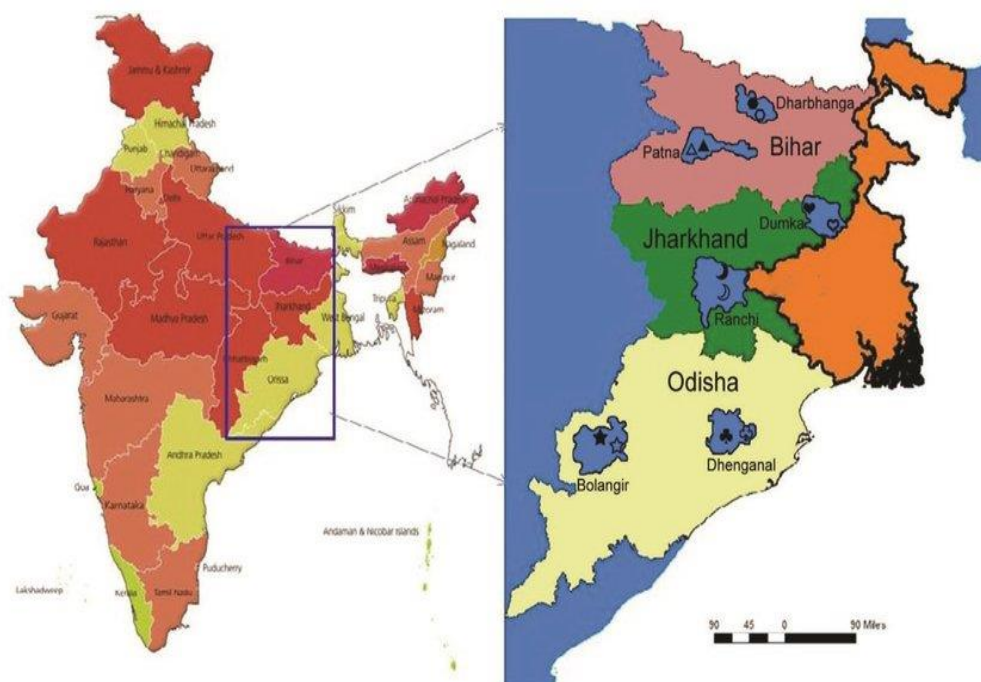 Jammu & Kashmir
Himachal Pradesh
Punjab
Chandigarh
Uttarakhand
Haryana
Delhi
Arunachal Pradesh
Sikkim
Rajasthan
Uttar Pradesh
Assam
Nagaland
Bihar
Manipur
Tripura
Jharkhand
West Bengal
Mizoram
Gujarat
Madhya Pradesh
Chhattisgarh
Orissa
Maharashtra
Andhra Pradesh
Goa
Karnataka
Andaman & Nicobar Islands
Puducherry
Lakshadweep
Kerala
Tamil Nadu
Dharbhanga
Patna
Bihar
Dumka
Jharkhand
Ranchi
Odisha
Bolangir
Dhenganal
90 45 0 90 Miles